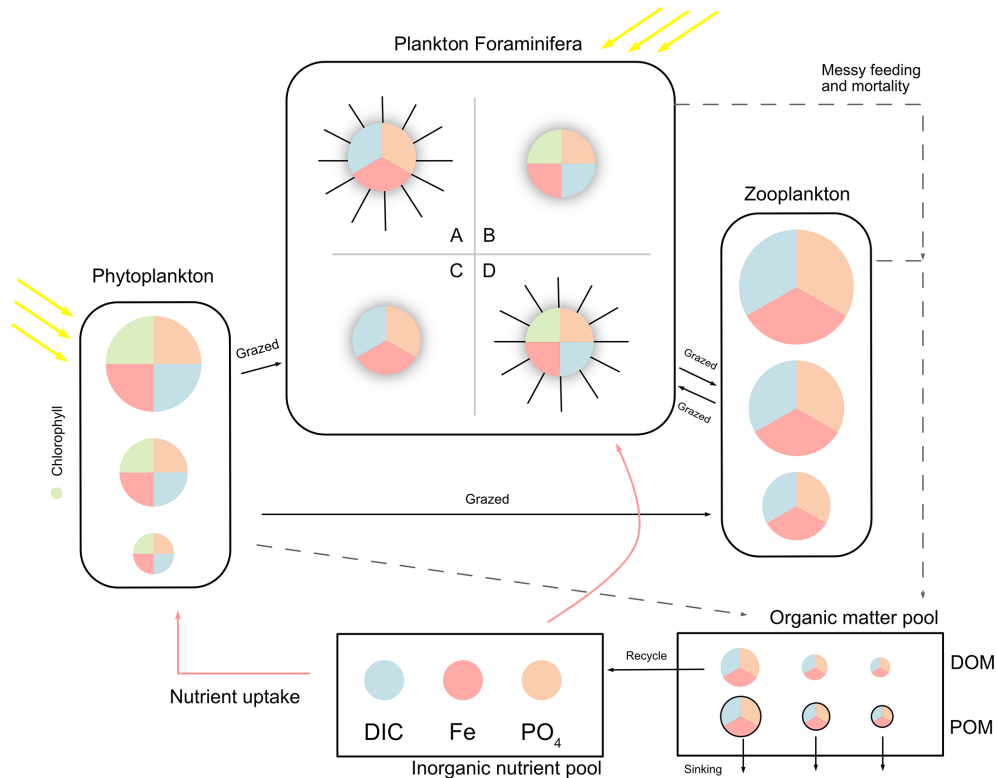 Plankton Foraminifera
Messy feeding
and mortality
Zooplankton
A
B
C
D
Phytoplankton
Grazed
Grazed
Grazed
Chlorophyll
Grazed
Organic matter pool
Recycle
DOM
POM
Nutrient uptake
DIC
Fe
PO4
Inorganic nutrient pool
Sinking